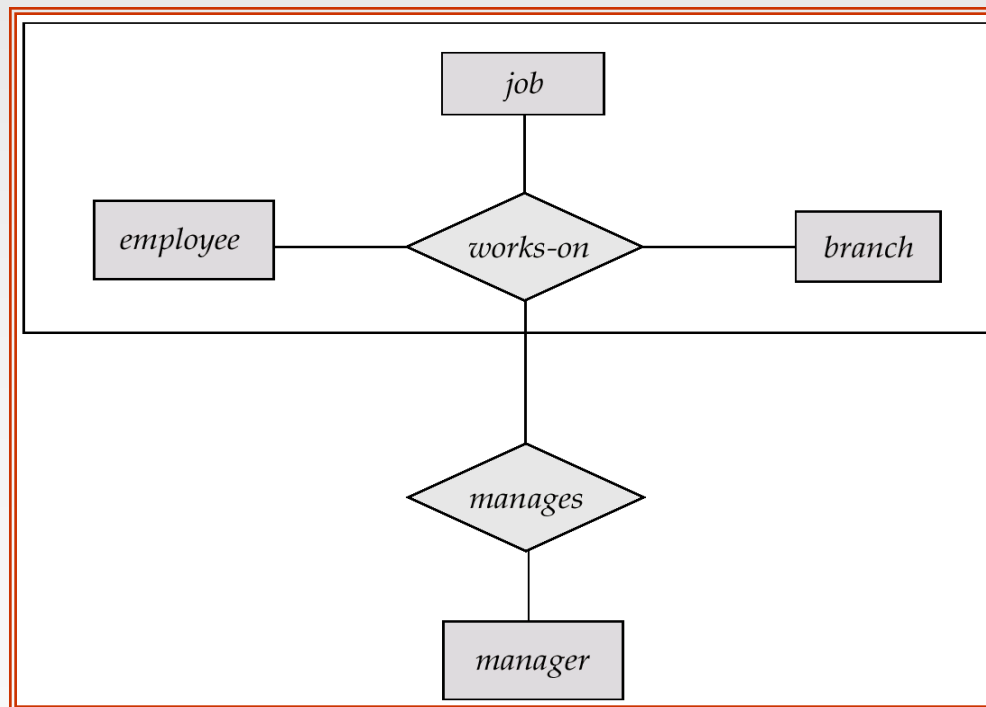 job
employee
works-on
branch
manages
manager